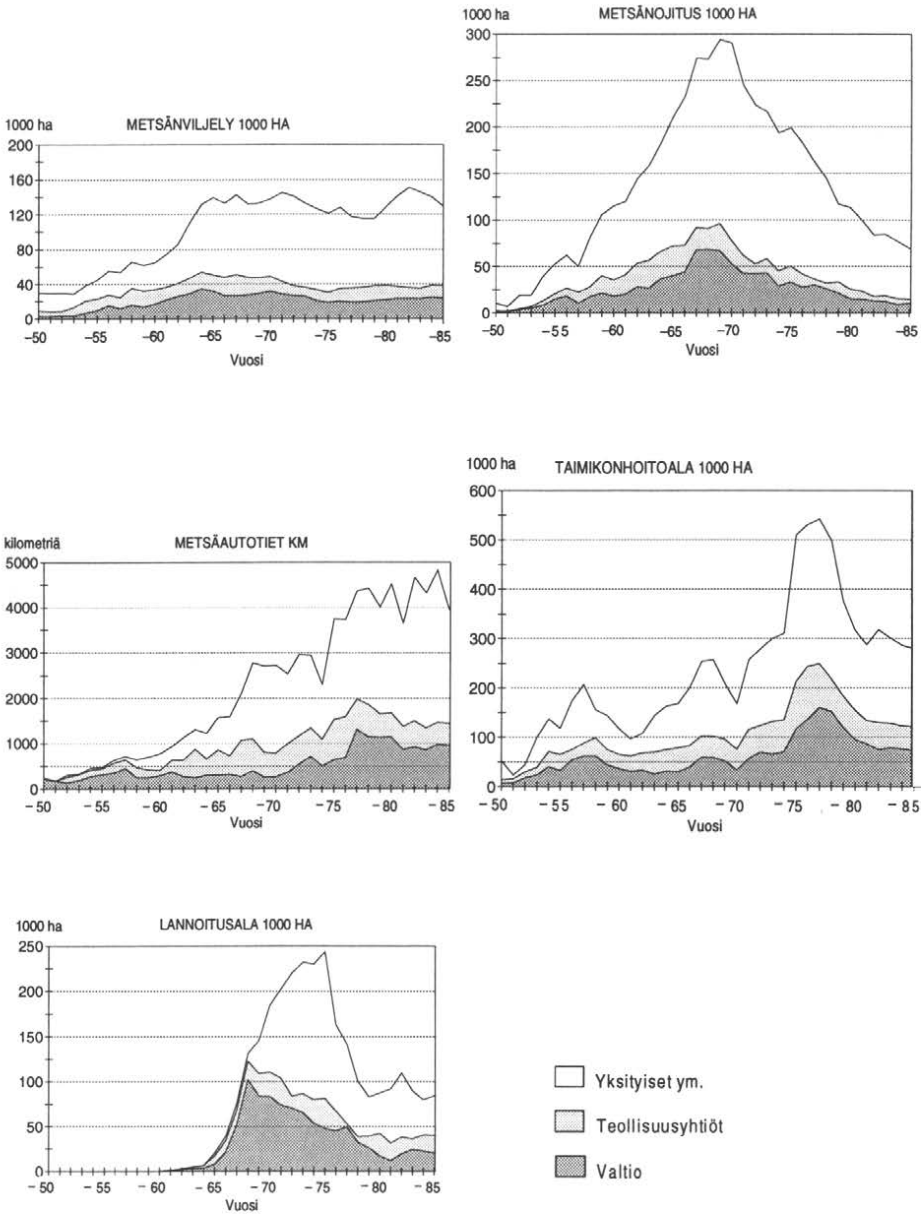 1000 ha METSÄNOJITUS 1000 HA
300
250
200
150
100
50
0
-50 -55 -60 -65 -70 -75 -80 -85
Vuosi
1000 ha METSÄNVILJELY 1000 HA
200
160
120
80
40
0
-50 -55 -60 -65 -70 -75 -80 -85
Vuosi
1000 ha TAIMIKONHOITOALA 1000 HA
600
500
400
300
200
100
0
-50 -55 -60 -65 -70 -75 -80 -85
Vuosi
kilometriä METSÄAUTOTIET KM
5000
4000
3000
2000
1000
0
-50 -55 -60 -65 -70 -75 -80 -85
Vuosi
1000 ha LANNOITUSALA 1000 HA
250
200
150
100
50
0
-50 -55 -60 -65 -70 -75 -80 -85
Vuosi
Yksityiset ym.
Teollisuusyhtiöt
Valtio